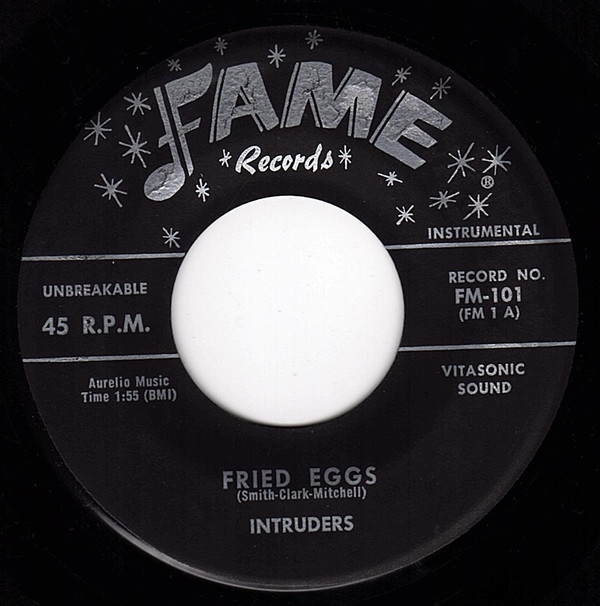 FAME
*Records*
®
INSTRUMENTAL
UNBREAKABLE
45 R.P.M.
RECORD NO.
FM-101
(FM 1 A)
Aurelio Music
Time 1:55 (BMI)
VITASONIC
SOUND
FRIED EGGS
(Smith-Clark-Mitchell)
INTRUDERS